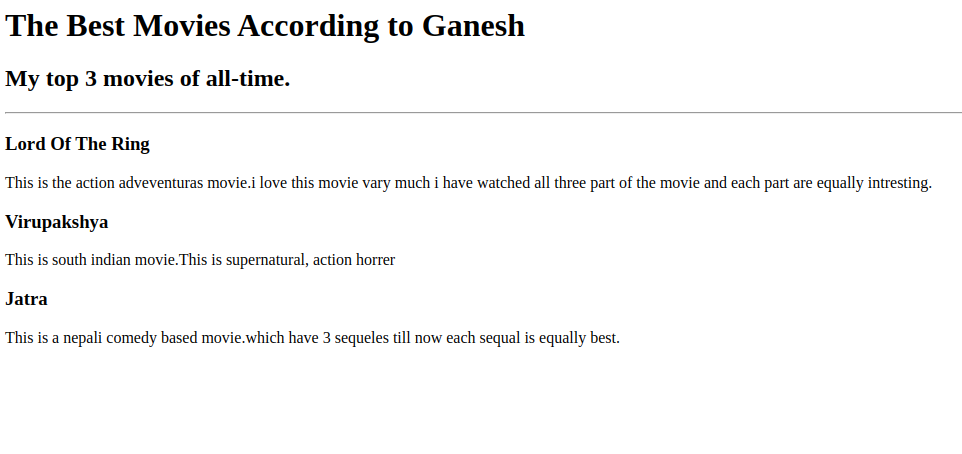 The Best Movies According to Ganesh
My top 3 movies of all-time.
Lord Of The Ring
This is the action adveventuras movie.i love this movie vary much i have watched all three part of the movie and each part are equally intresting.
Virupakshya
This is south indian movie.This is supernatural, action horrer
Jatra
This is a nepali comedy based movie.which have 3 sequeles till now each sequal is equally best.